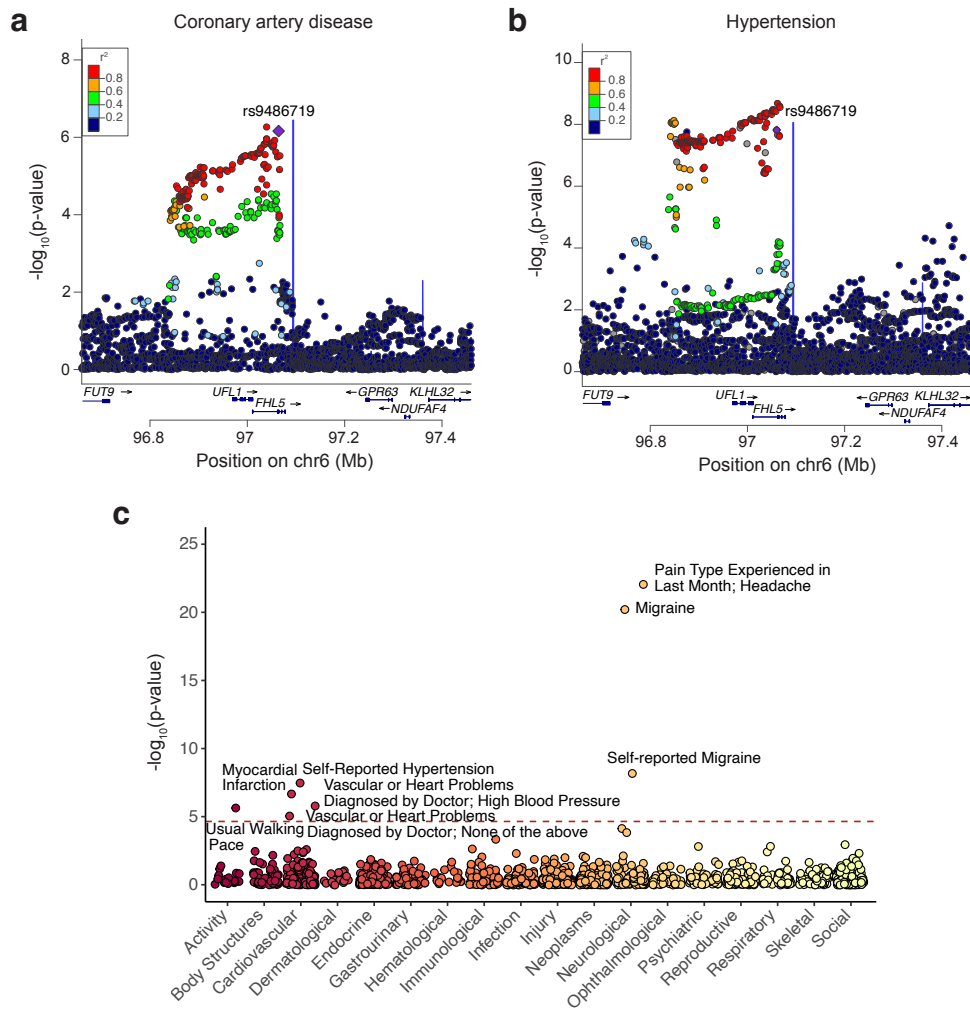 a
Coronary artery disease
8
6
4
2
0
-log10(p-value)
r²
0.8
0.6
0.4
0.2
rs9486719
FUT9 →
UFL1 →
FHL5 →
← GPR63
← NDUFAF4
KLHL32 →
96.8
97
97.2
97.4
Position on chr6 (Mb)
b
Hypertension
10
8
6
4
2
0
-log10(p-value)
r²
0.8
0.6
0.4
0.2
rs9486719
FUT9 →
UFL1 →
FHL5 →
← GPR63
← NDUFAF4
KLHL32 →
96.8
97
97.2
97.4
Position on chr6 (Mb)
c
25
20
15
10
5
0
-log10(p-value)
Pain Type Experienced in
Last Month; Headache
Migraine
Self-reported Migraine
Myocardial
Infarction
Self-Reported Hypertension
Vascular or Heart Problems
Diagnosed by Doctor; High Blood Pressure
Vascular or Heart Problems
Diagnosed by Doctor; None of the above
Usual Walking
Pace
Activity
Body Structures
Cardiovascular
Dermatological
Endocrine
Gastrourinary
Hematological
Immunological
Infection
Injury
Neoplasms
Neurological
Ophthalmological
Psychiatric
Reproductive
Respiratory
Skeletal
Social